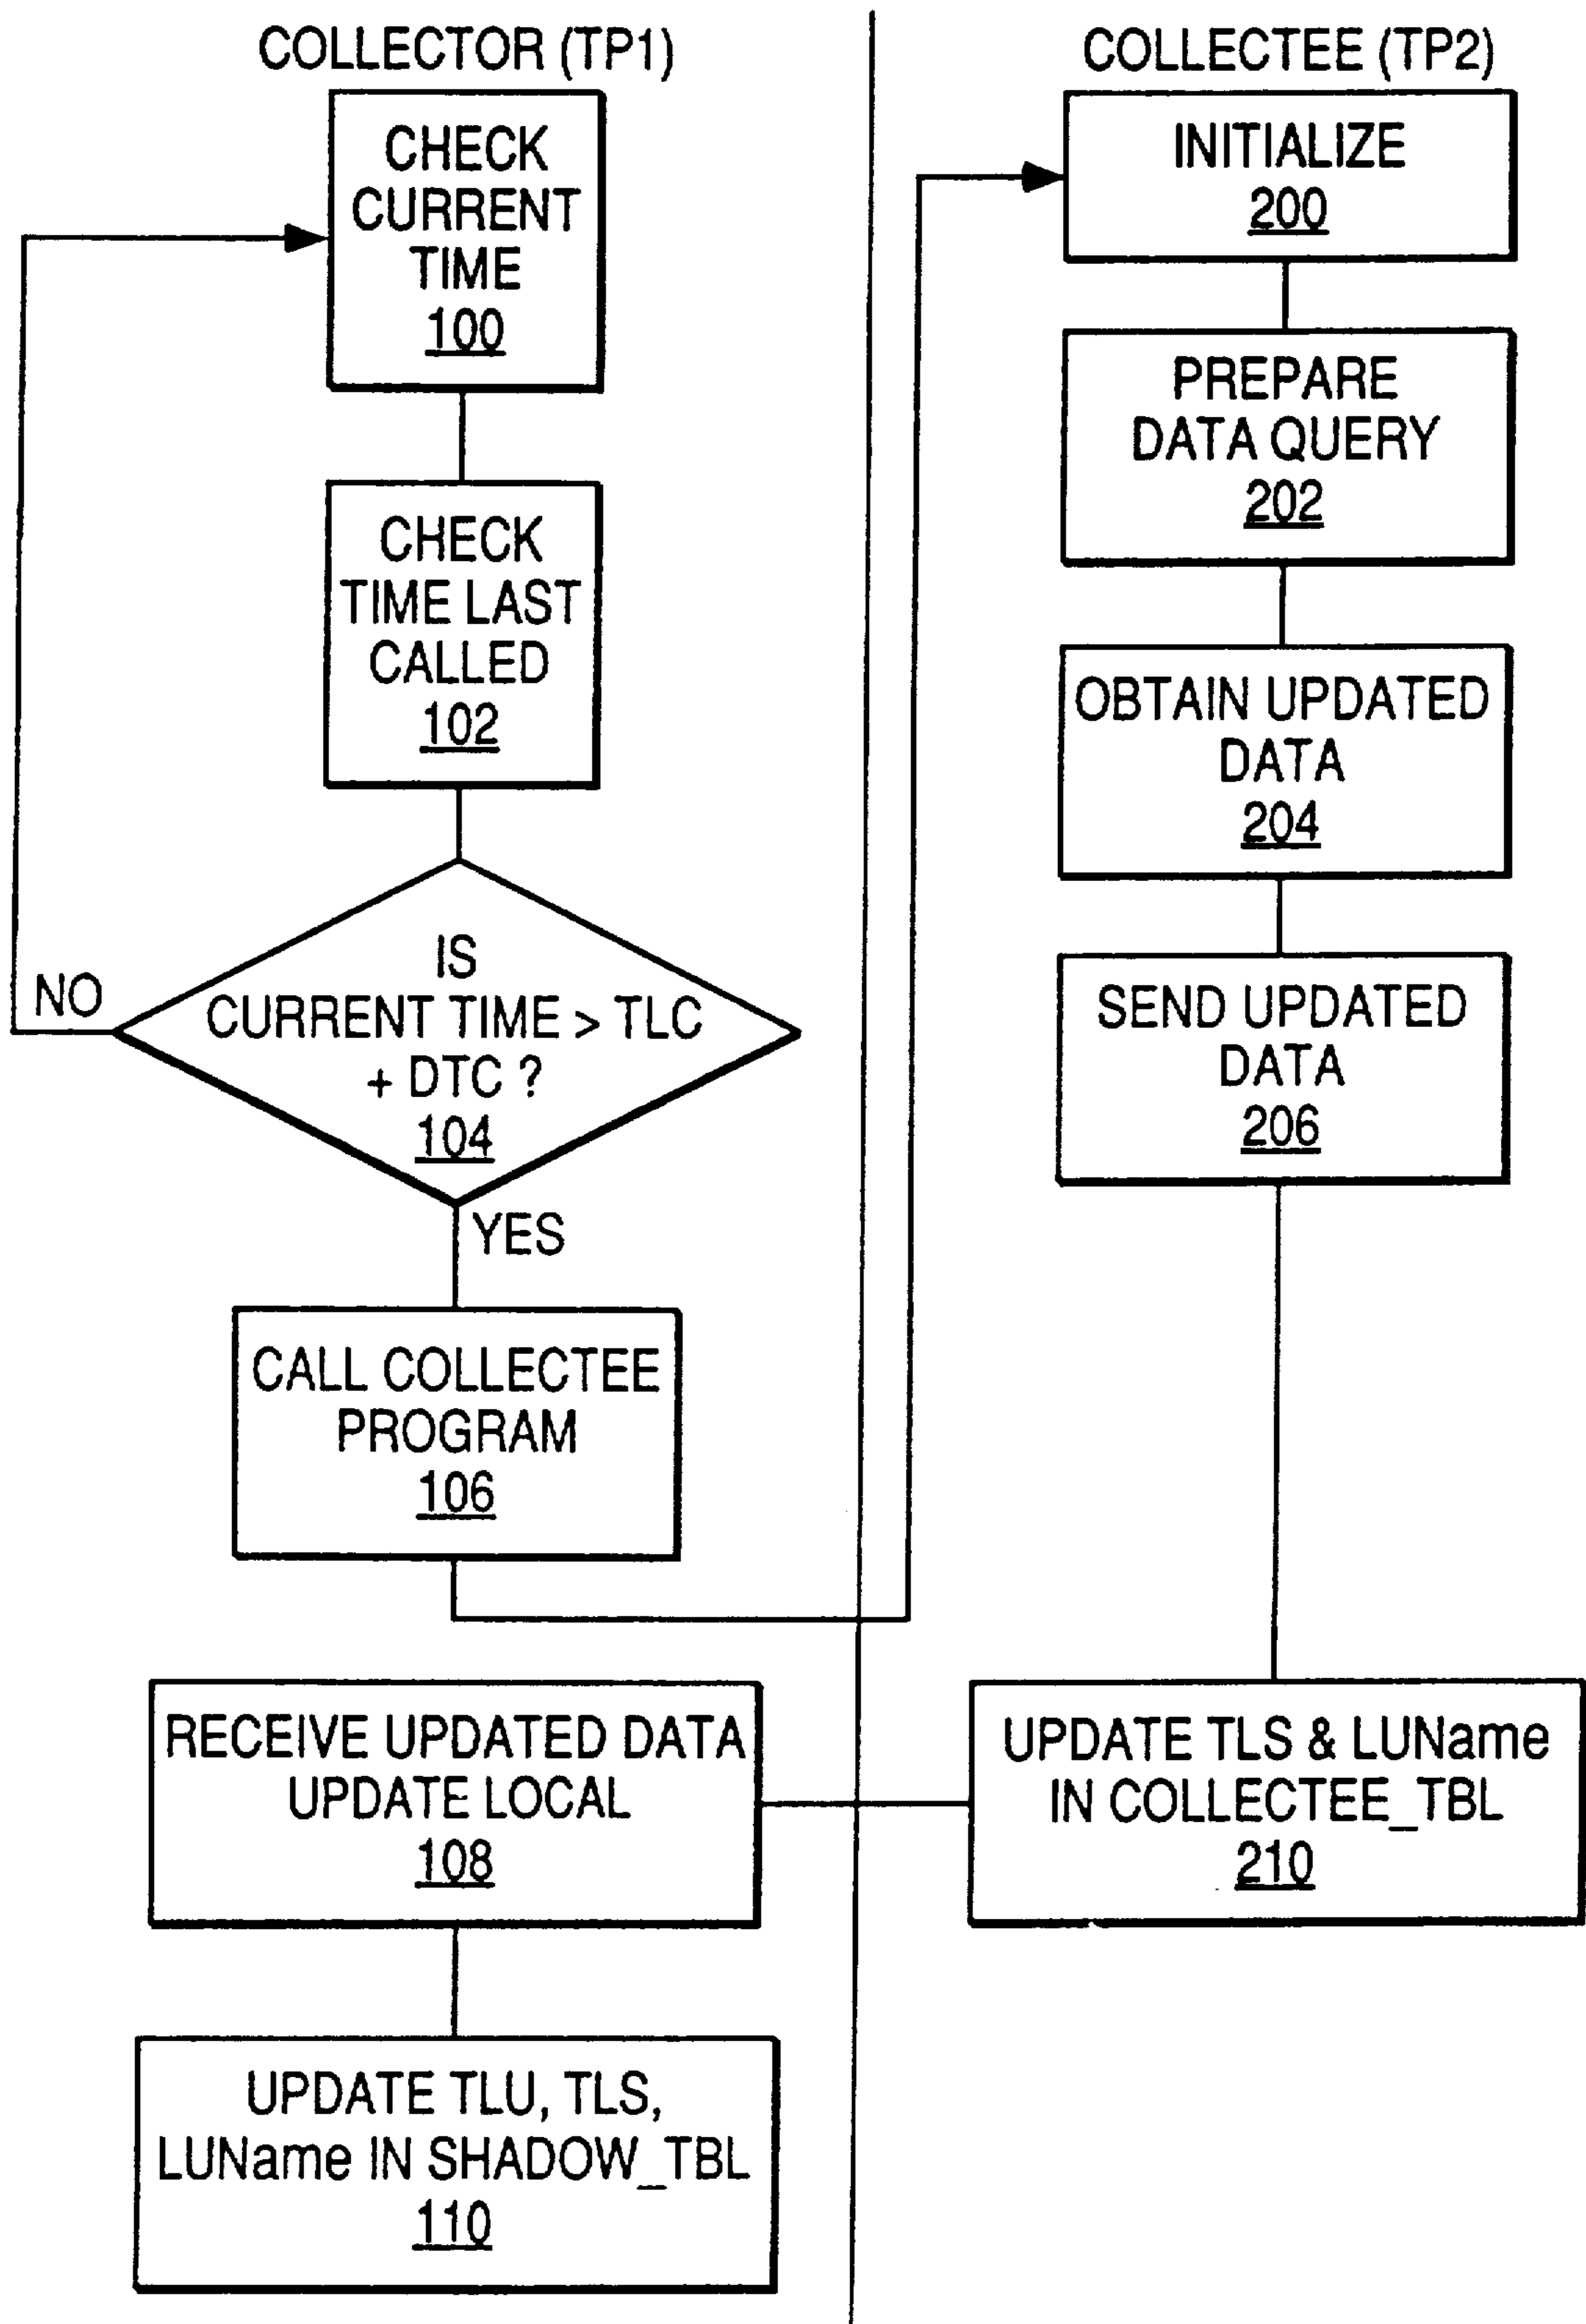 COLLECTOR (TP1)
CHECK
CURRENT
TIME
100
CHECK
TIME LAST
CALLED
102
IS
CURRENT TIME > TLC
+ DTC ?
104
NO
YES
CALL COLLECTEE
PROGRAM
106
RECEIVE UPDATED DATA
UPDATE LOCAL
108
UPDATE TLU, TLS,
LUName IN SHADOW_TBL
110
COLLECTEE (TP2)
INITIALIZE
200
PREPARE
DATA QUERY
202
OBTAIN UPDATED
DATA
204
SEND UPDATED
DATA
206
UPDATE TLS & LUName
IN COLLECTEE_TBL
210